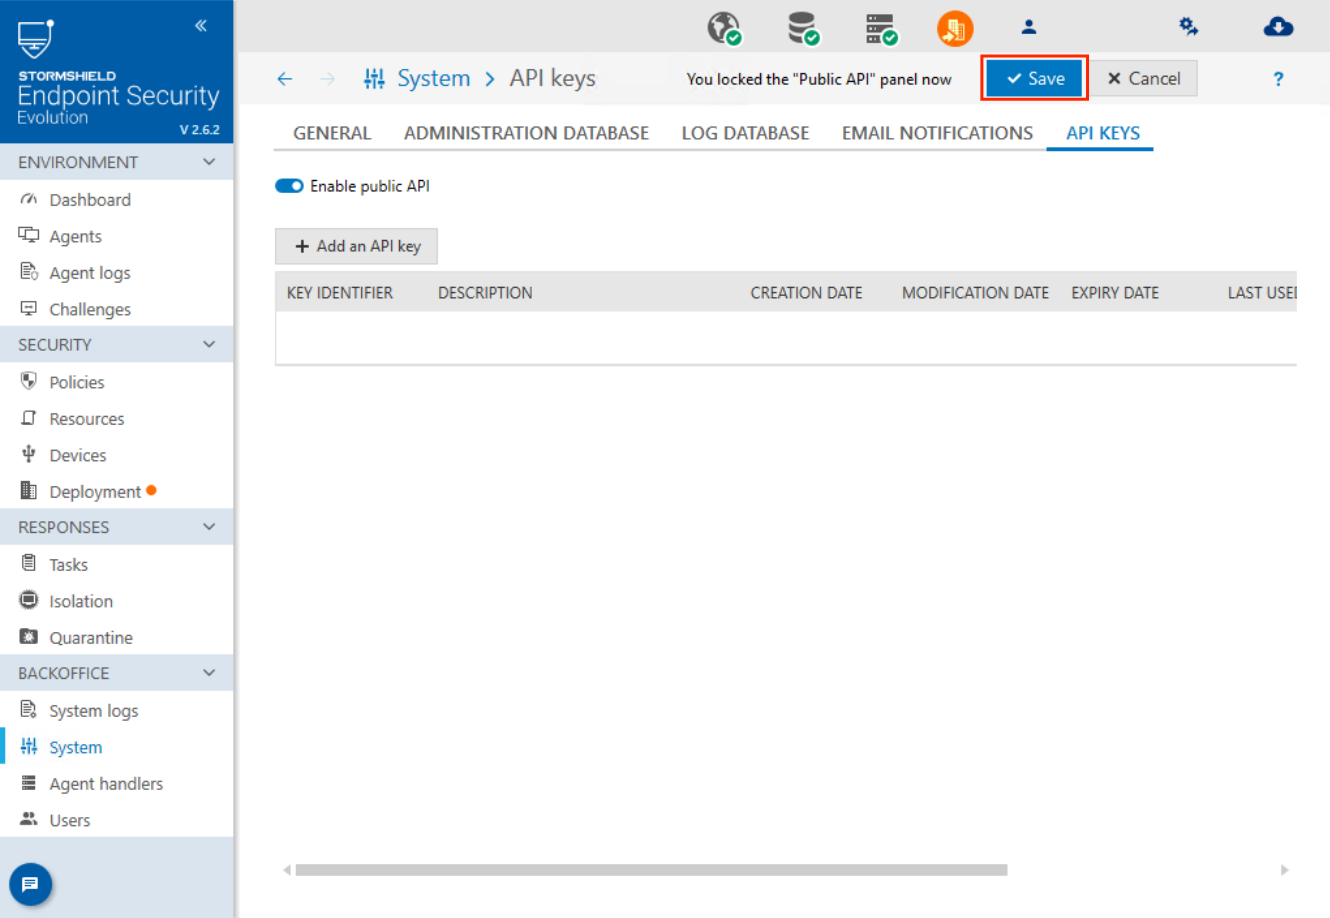 STORMSHIELD
Endpoint Security
Evolution
V 2.6.2
ENVIRONMENT
Dashboard
Agents
Agent logs
Challenges
SECURITY
Policies
Resources
Devices
Deployment
RESPONSES
Tasks
Isolation
Quarantine
BACKOFFICE
System logs
System
Agent handlers
Users
System > API keys
You locked the "Public API" panel now
Save
Cancel
?
GENERAL ADMINISTRATION DATABASE LOG DATABASE EMAIL NOTIFICATIONS API KEYS
Enable public API
+ Add an API key
KEY IDENTIFIER DESCRIPTION CREATION DATE MODIFICATION DATE EXPIRY DATE LAST USE